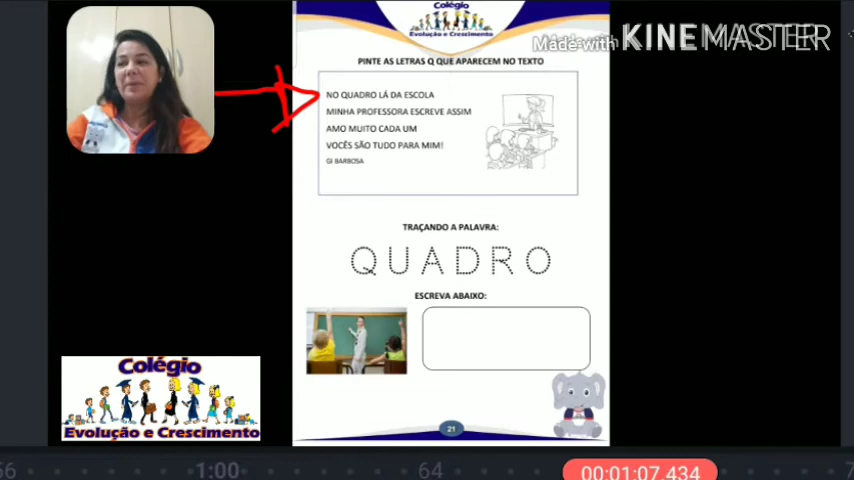 Colégio
Evolução e Crescimento
Made with KINEMASTER
PINTE AS LETRAS Q QUE APARECEM NO TEXTO
NO QUADRO LÁ DA ESCOLA
MINHA PROFESSORA ESCREVE ASSIM
AMO MUITO CADA UM
VOCÊS SÃO TUDO PARA MIM!
GI BARBOSA
TRAÇANDO A PALAVRA:
QUADRO
ESCREVA ABAIXO:
Colégio
Evolução e Crescimento
21
56
1:00
64
00:01:07.434
7